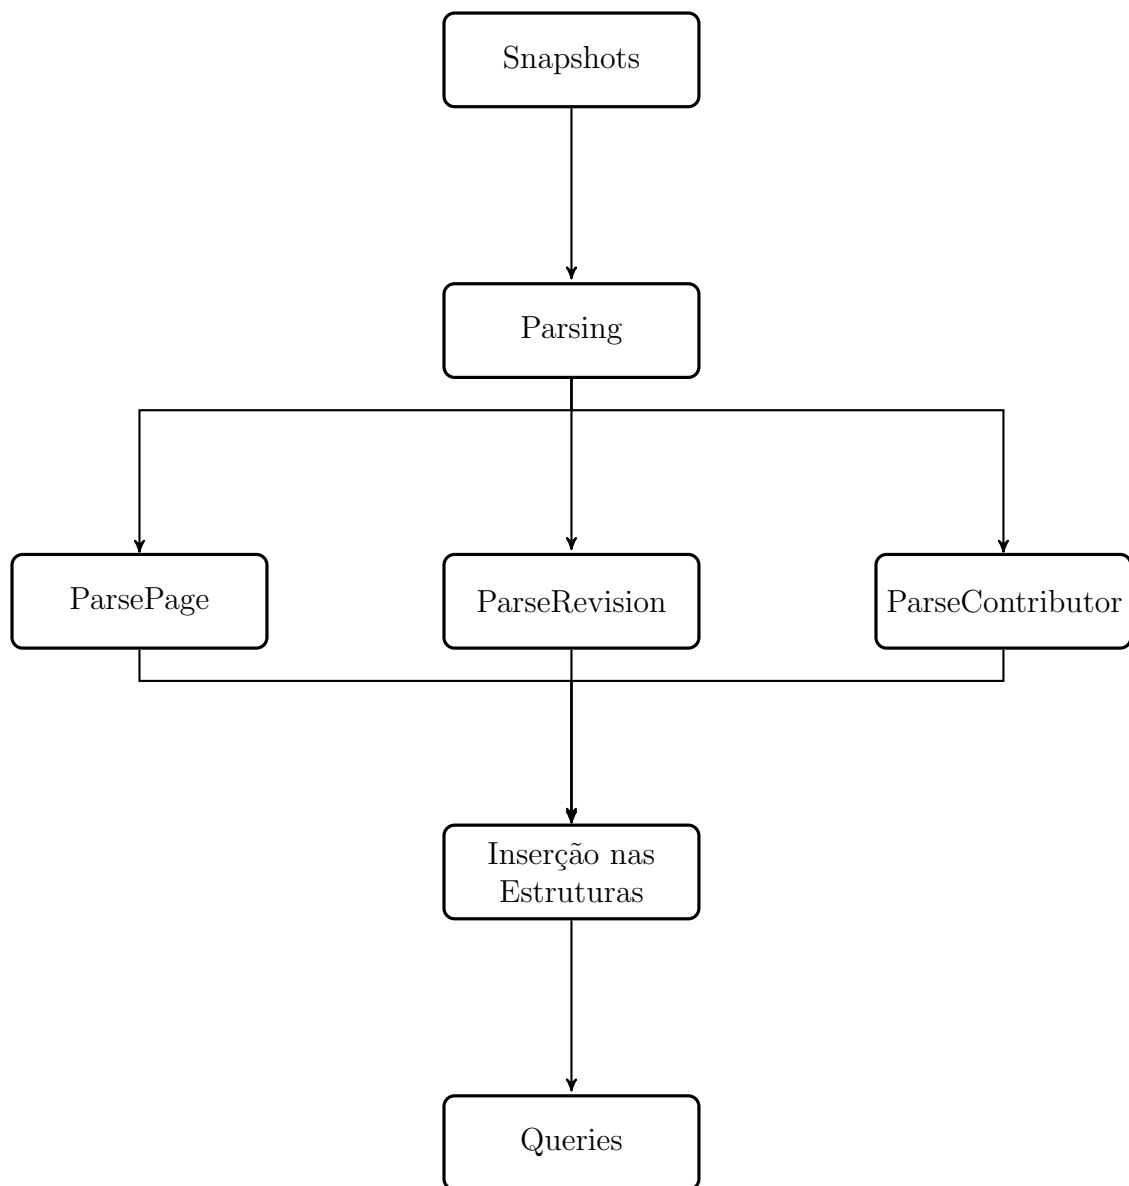 Snapshots
Parsing
ParsePage
ParseRevision
ParseContributor
Inserção nas
Estruturas
Queries